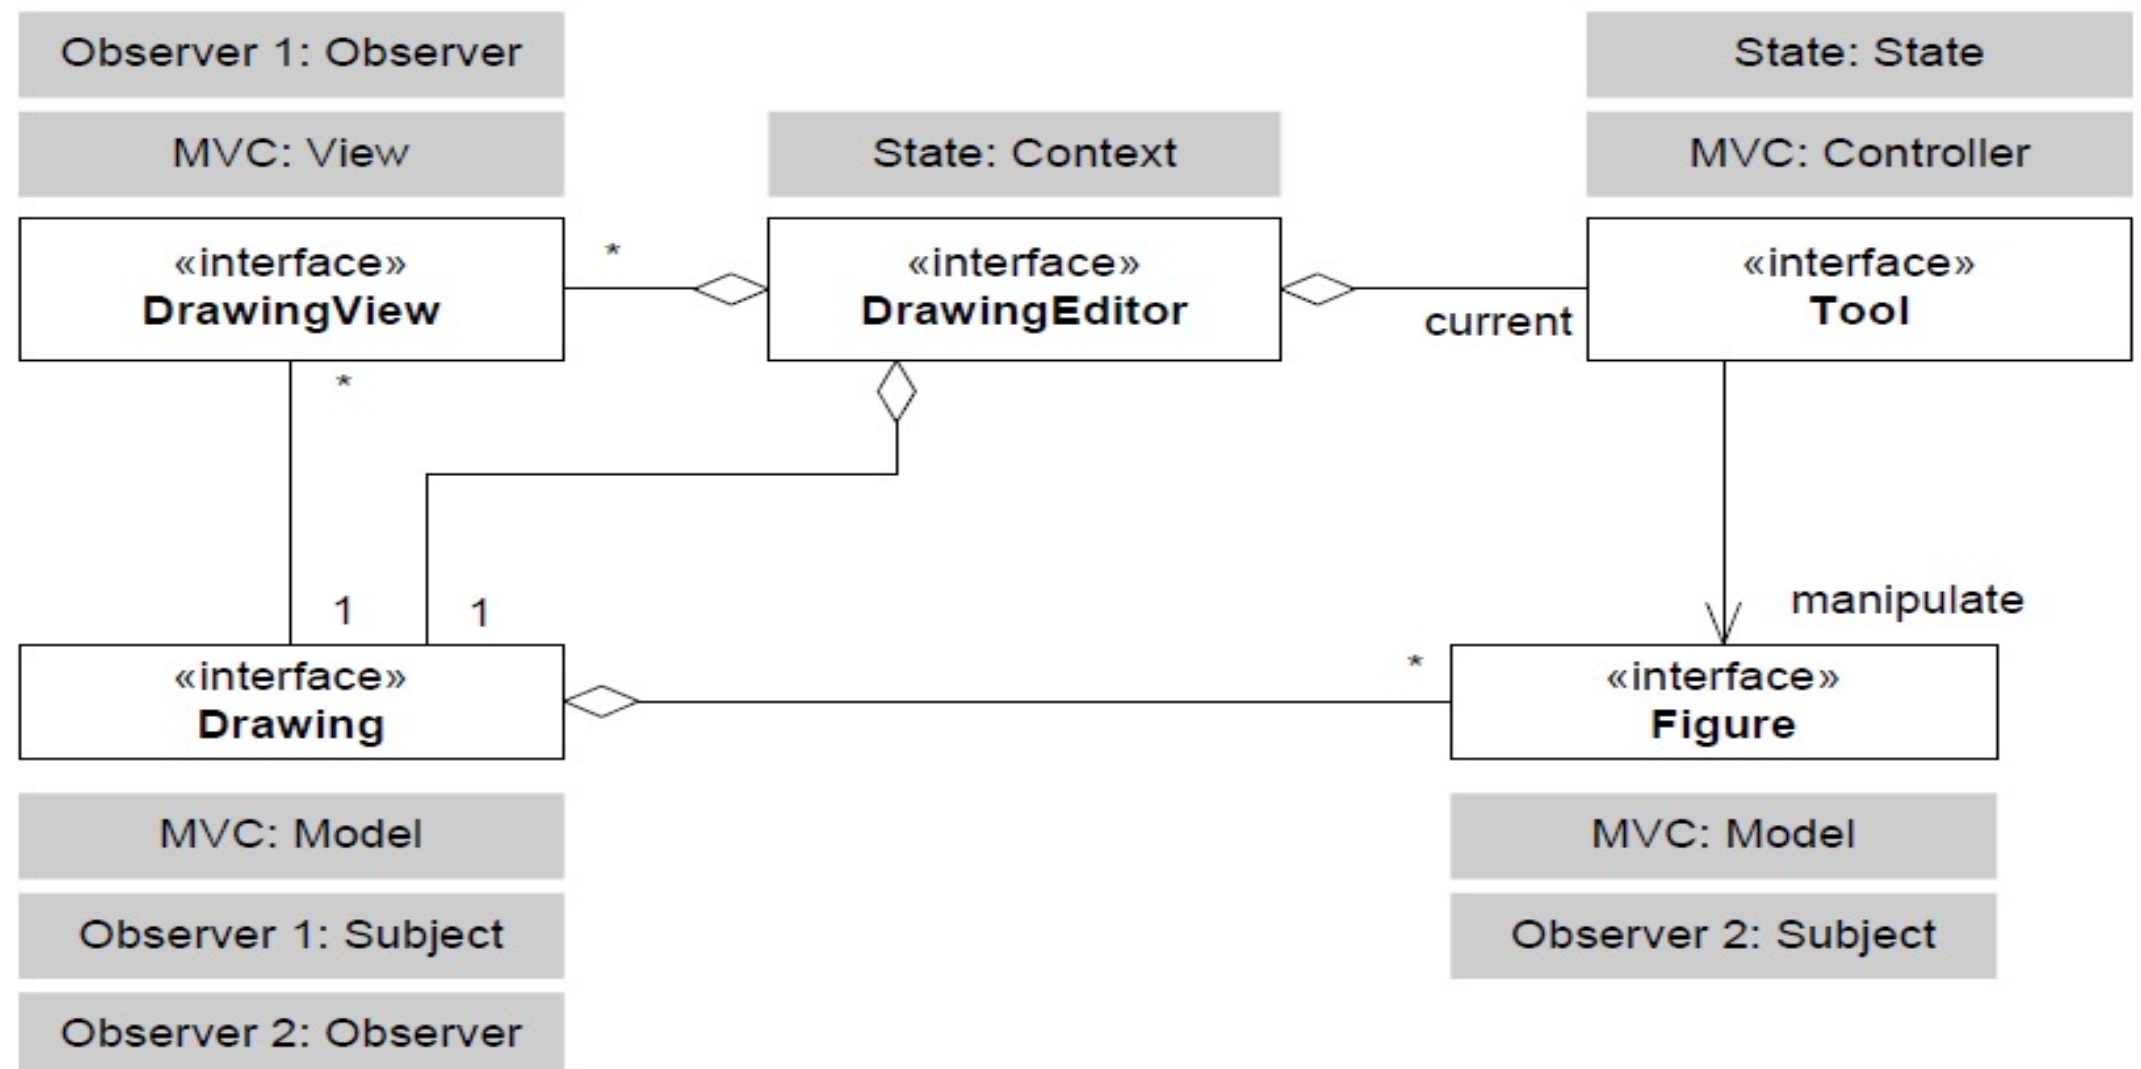 Observer 1: Observer
State: State
MVC: View
State: Context
MVC: Controller
«interface»
DrawingView
*
«interface»
DrawingEditor
current
«interface»
Tool
*
1
1
manipulate
«interface»
Drawing
*
«interface»
Figure
MVC: Model
MVC: Model
Observer 1: Subject
Observer 2: Subject
Observer 2: Observer